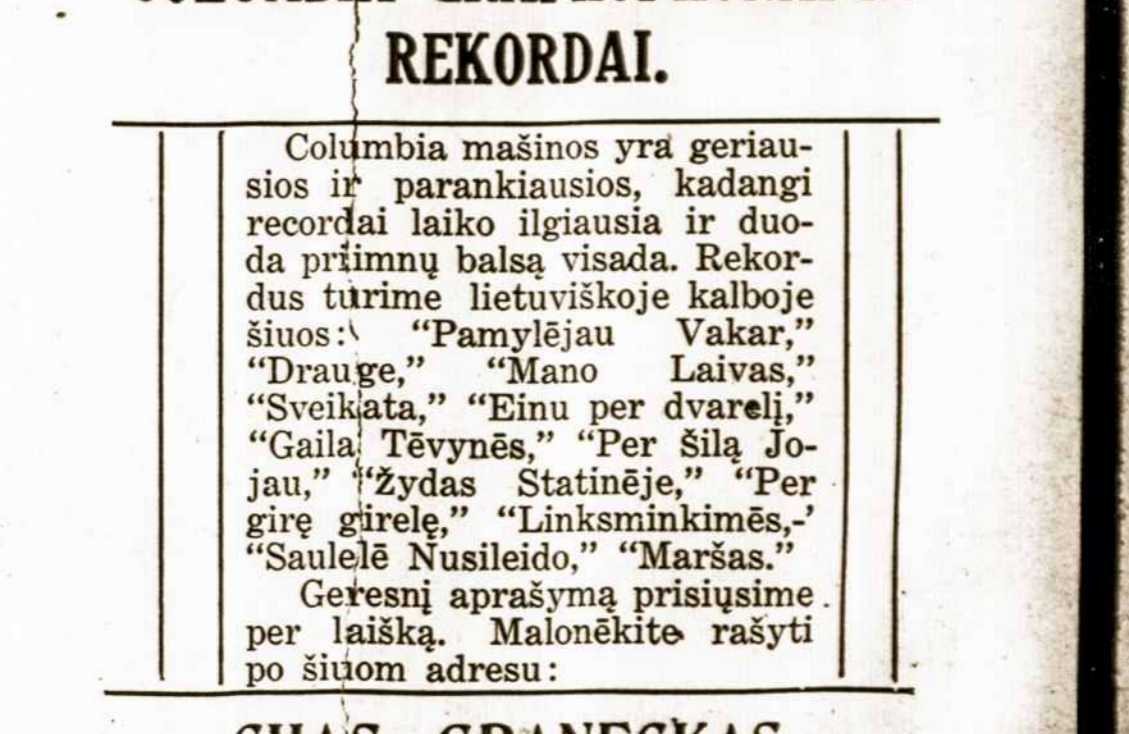 REKORDAI.
Columbia mašinos yra geriau-
sios ir parankiausios, kadangi
recordai laiko ilgiausia ir duo-
da priimnų balsą visada. Rekor-
dus turime lietuviškoje kalboje
šiuos: “Pamylējau Vakar,”
“Drauge,” “Mano Laivas,”
“Sveikata,” “Einu per dvarelį,”
“Gaila Tēvynēs,” “Per Šilą Jo-
jau,” “Žydas Statinēje,” “Per
girę girelę,” “Linksminkimēs,-’
“Saulelē Nusileido,” “Maršas.”
Geresnį aprašymą prisiųsime
per laišką. Malonēkite rašyti
po šiuom adresu: